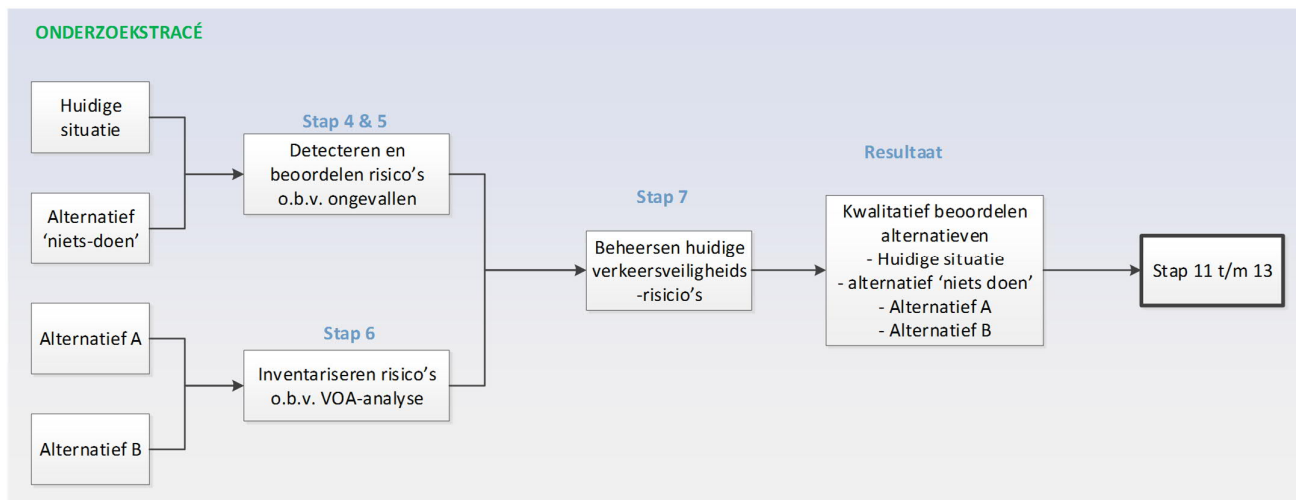 ONDERZOEKSTRACÉ
Huidige
situatie
Alternatief
‘niets-doen’
Alternatief A
Alternatief B
Stap 4 & 5
Detecteren en
beoordelen risico’s
o.b.v. ongevallen
Stap 6
Inventariseren risico’s
o.b.v. VOA-analyse
Stap 7
Beheersen huidige
verkeersveiligheids
-risicio’s
Resultaat
Kwalitatief beoordelen
alternatieven
- Huidige situatie
- alternatief ‘niets doen’
- Alternatief A
- Alternatief B
Stap 11 t/m 13